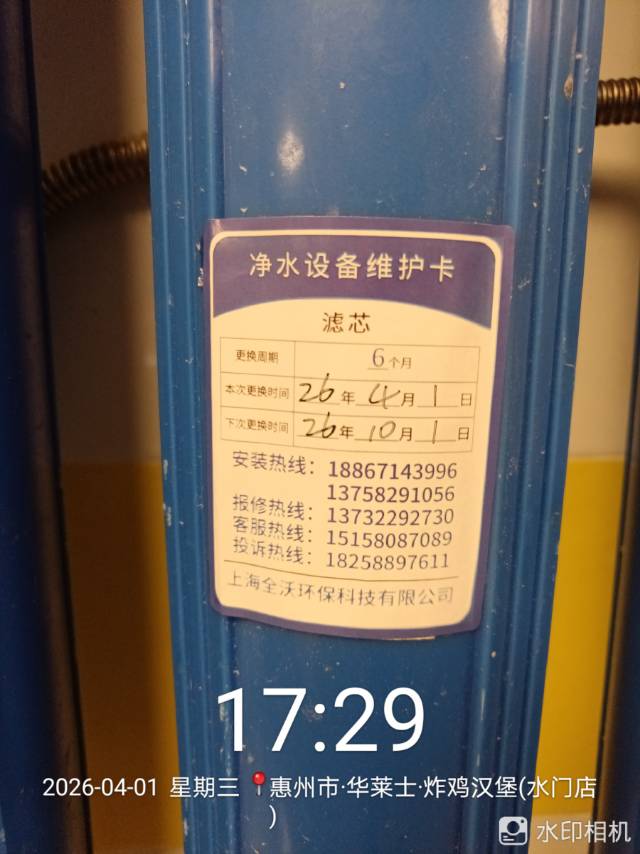 净水设备维护卡
滤芯
更换周期 6个月
本次更换时间 26年4月1日
下次更换时间 26年10月1日
安装热线：18867143996
13758291056
报修热线：13732292730
客服热线：15158087089
投诉热线：18258897611
上海全沃环保科技有限公司
17:29
2026-04-01 星期三 惠州市·华莱士·炸鸡汉堡(水门店
)
水印相机